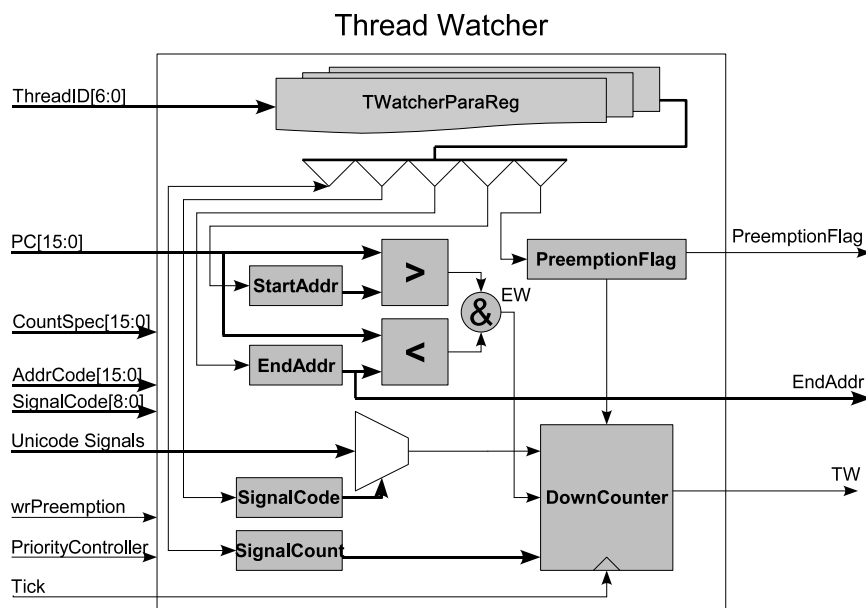 Thread Watcher
ThreadID[6:0]
TWatcherParaReg
PC[15:0]
PreemptionFlag
PreemptionFlag
>
StartAddr
EW
&
CountSpec[15:0]
<
EndAddr
AddrCode[15:0]
EndAddr
SignalCode[8:0]
Unicode Signals
TW
SignalCode
DownCounter
wrPreemption
PriorityController
SignalCount
Tick